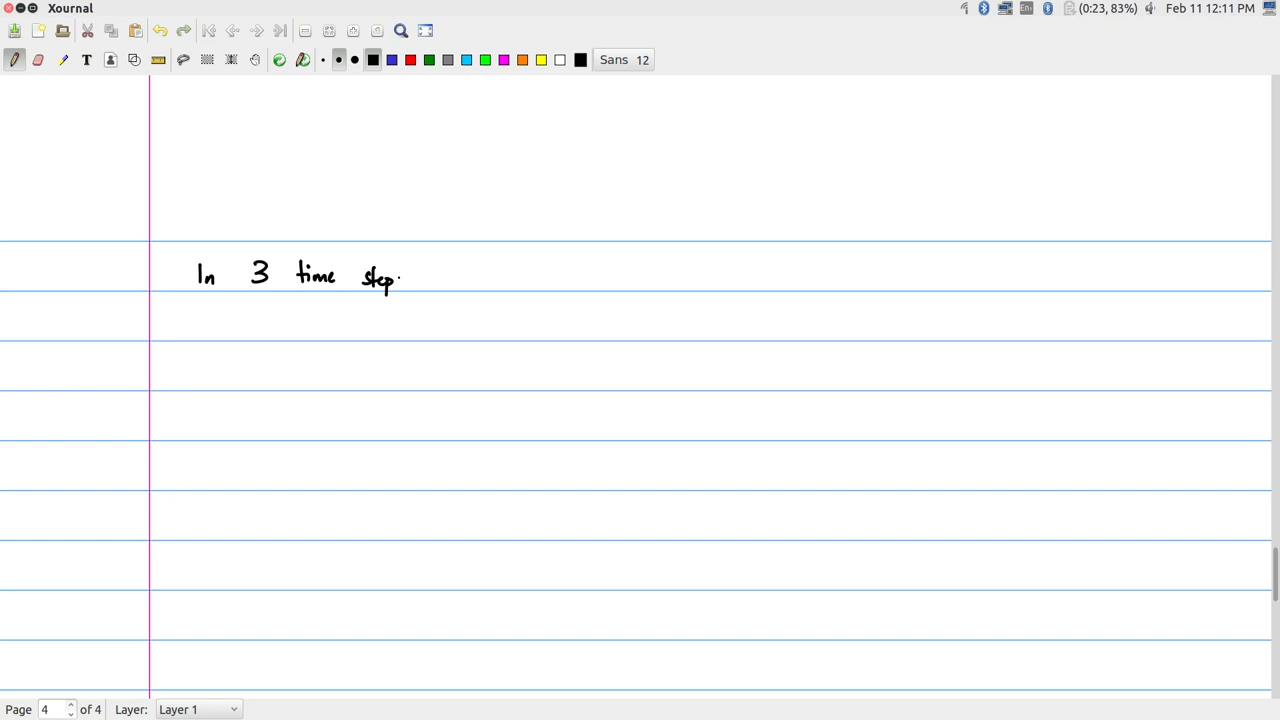 Xournal
(0:23, 83%) Feb 11 12:11 PM
En
Sans 12
In 3 time step
Page 4 of 4 Layer: Layer 1